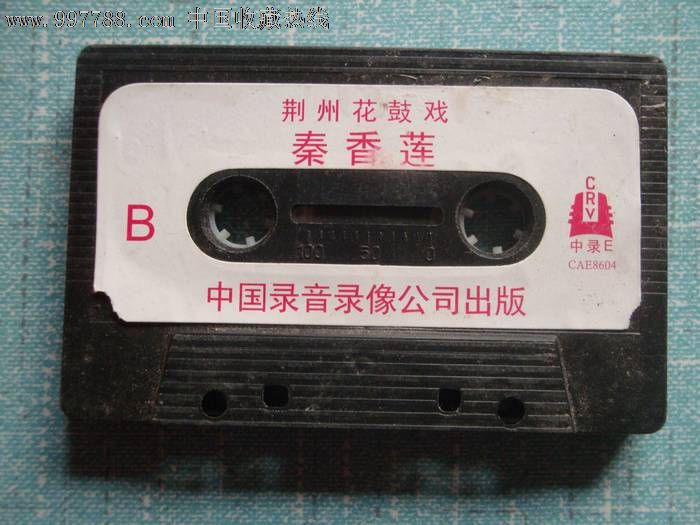 www.997788.com 中国收藏热线
荆州花鼓戏
秦香莲
B
100 50 0
CRV
中录E
CAE8604
中国录音录像公司出版